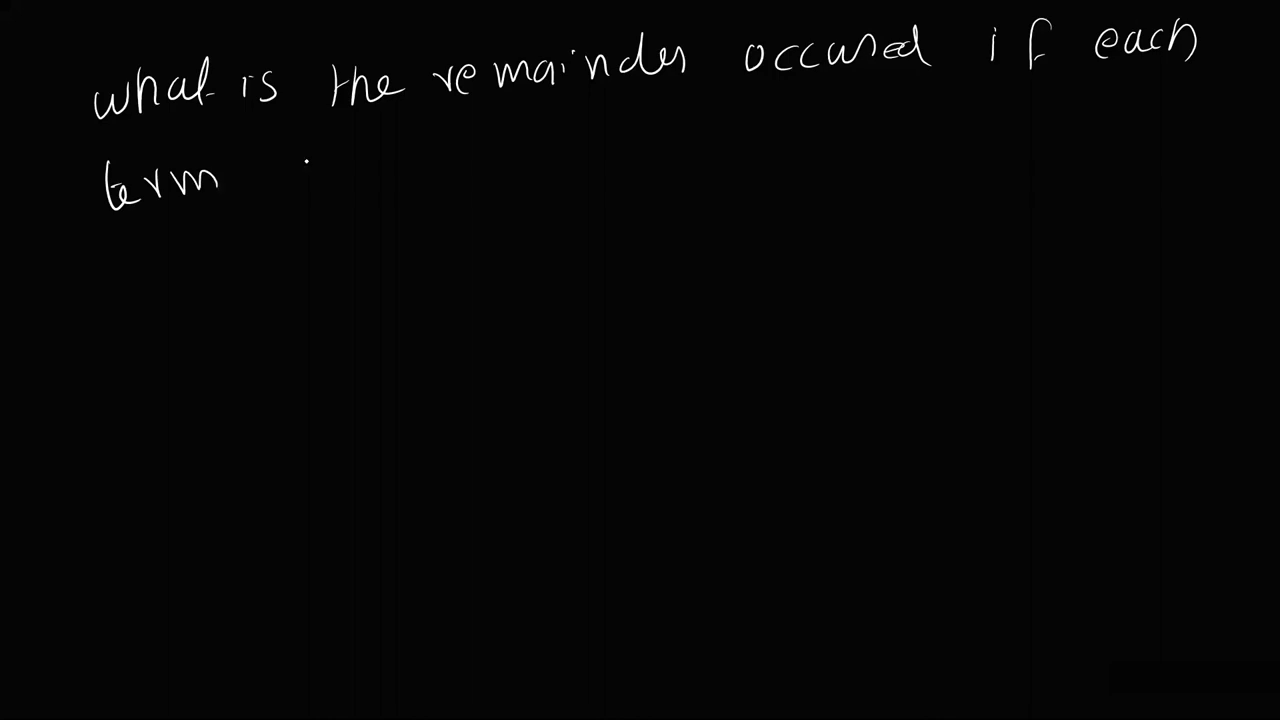 what is the remainder occured if each
term